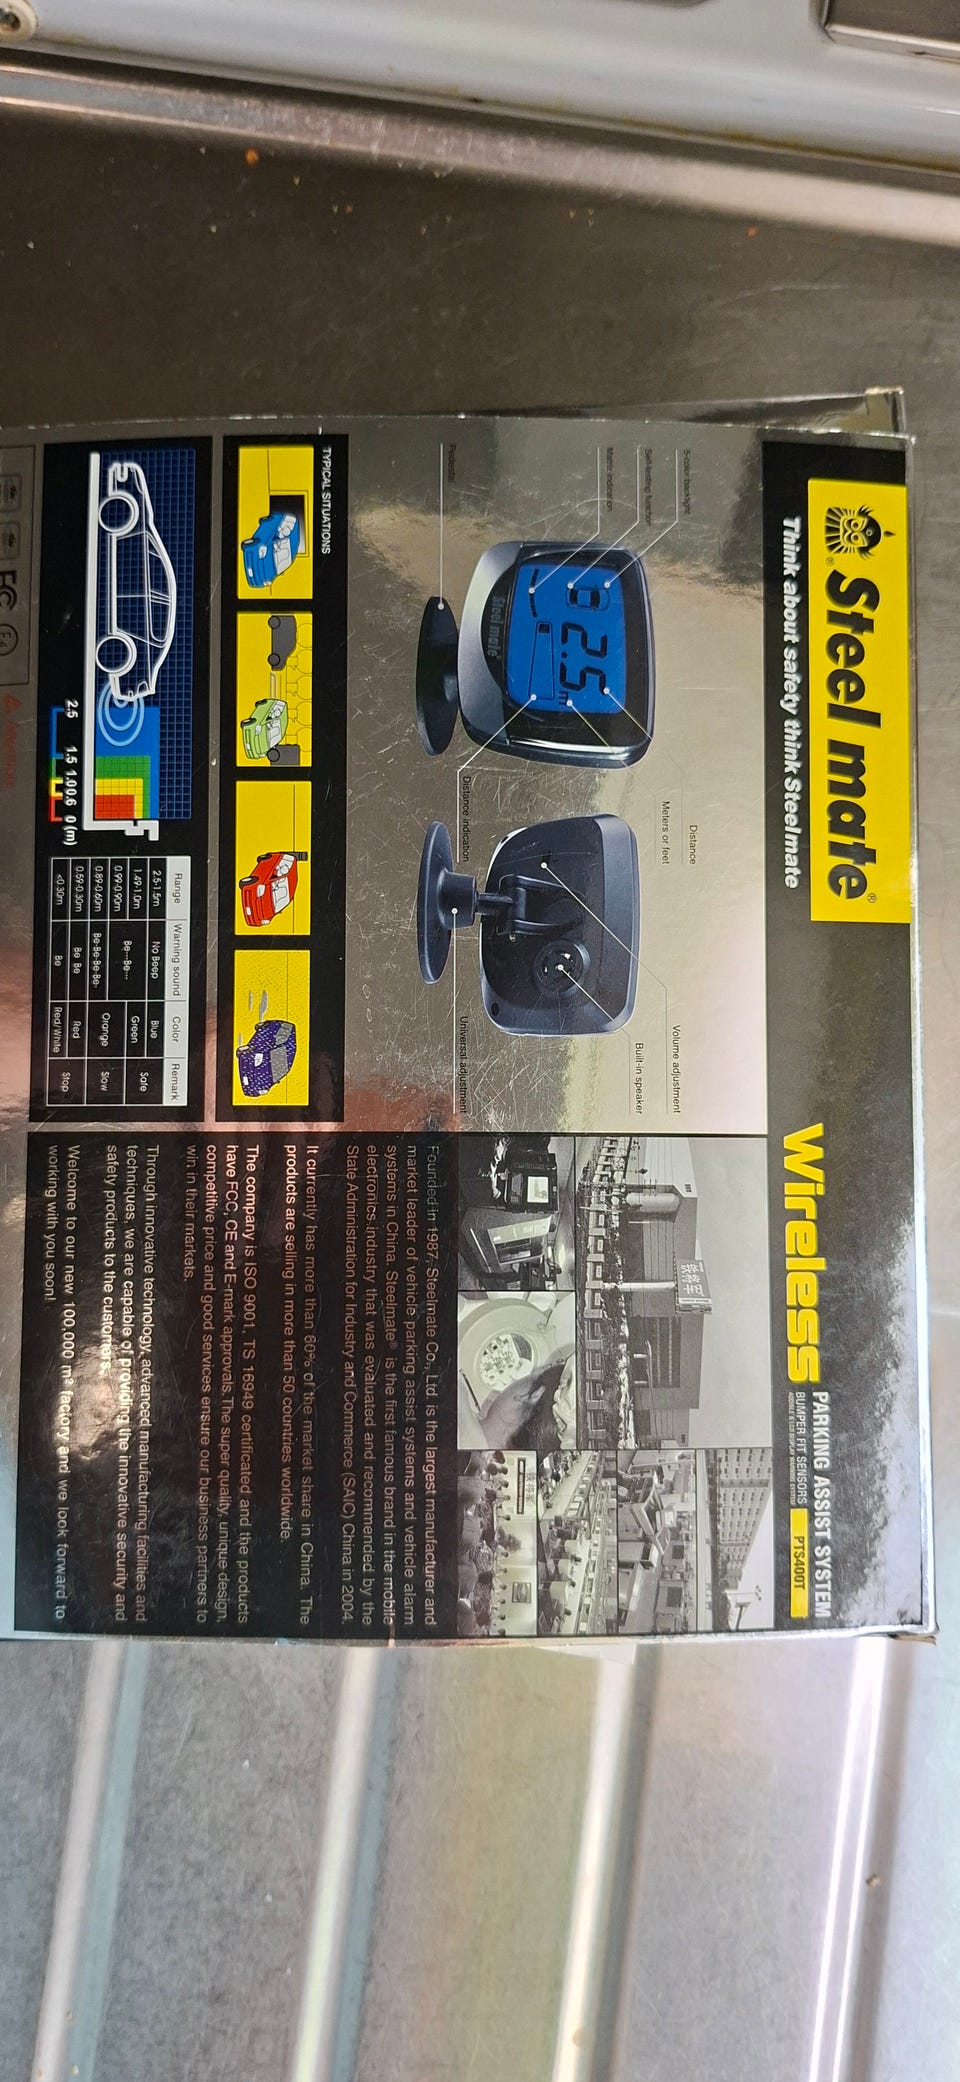 Steel mate®
Think about safety think Steelmate
Wireless
PARKING ASSIST SYSTEM
BUMPER FIT SENSORS
PTS400T
5-color backlight
Self-testing function
Matrix indication
Pedestal
2.5
m
Steel mate
Distance
Meters or feet
Distance indication
Volume adjustment
Built-in speaker
Universal adjustment
TYPICAL SITUATIONS
2.5 1.5 1.0 0.6 0 (m)
Range Warning sound Color Remark
2.5-1.5m No Beep Blue Safe
1.49-1.0m Be---Be--- Green
0.99-0.90m
0.89-0.60m Be-Be-Be-Be- Orange Slow
0.59-0.30m Be Be Red Stop
≤0.30m Be Red/White
Founded in 1987, Steelmate Co., Ltd. is the largest manufacturer and
market leader of vehicle parking assist systems and vehicle alarm
systems in China. Steelmate® is the first famous brand in the mobile
electronics industry that was evaluated and recommended by the
State Administration for Industry and Commerce (SAIC) China in 2004.
It currently has more than 60% of the market share in China. The
products are selling in more than 50 countries worldwide.
The company is ISO 9001, TS 16949 certificated and the products
have FCC, CE and E-mark approvals. The super quality, unique design,
competitive price and good services ensure our business partners to
win in their markets.
Through innovative technology, advanced manufacturing facilities and
techniques, we are capable of providing the innovative security and
safety products to the customers.
Welcome to our new 100,000 m² factory and we look forward to
working with you soon!
FC